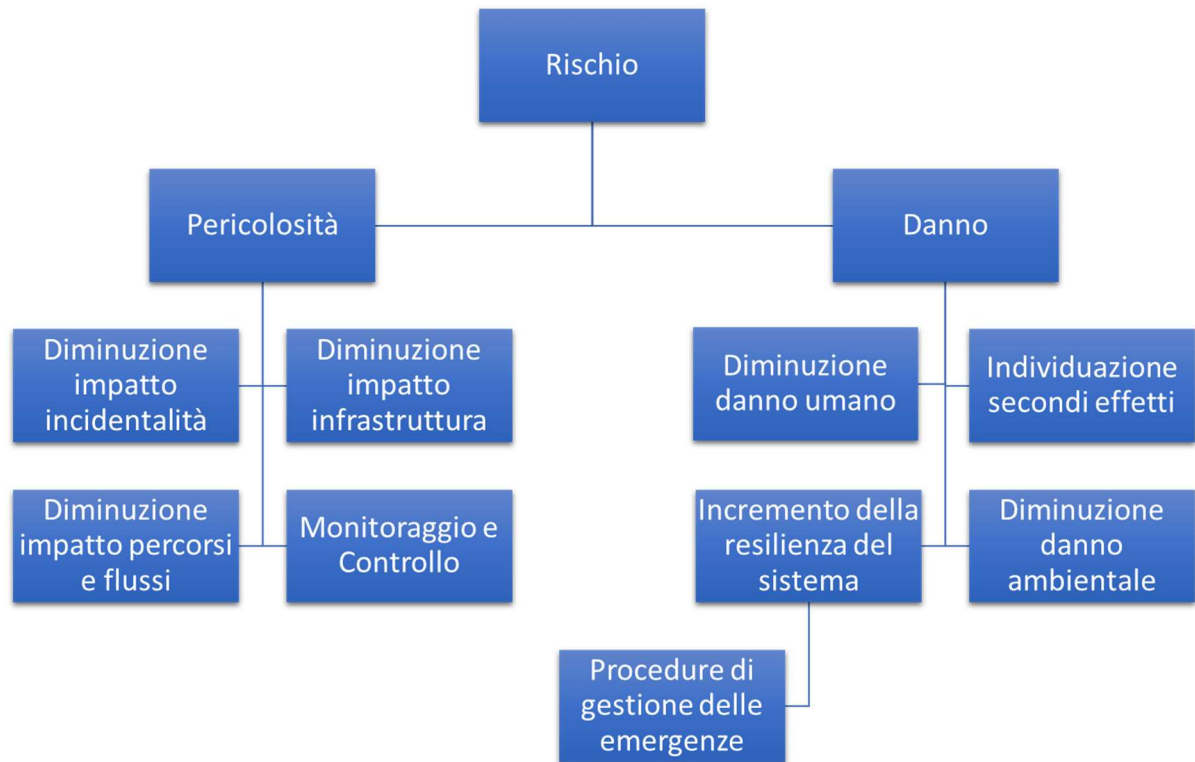 Rischio
Pericolosità
Danno
Diminuzione
impatto
incidentalità
Diminuzione
impatto
infrastruttura
Diminuzione
danno umano
Individuazione
secondi effetti
Diminuzione
impatto percorsi
e flussi
Monitoraggio e
Controllo
Incremento della
resilienza del
sistema
Diminuzione
danno
ambientale
Procedure di
gestione delle
emergenze